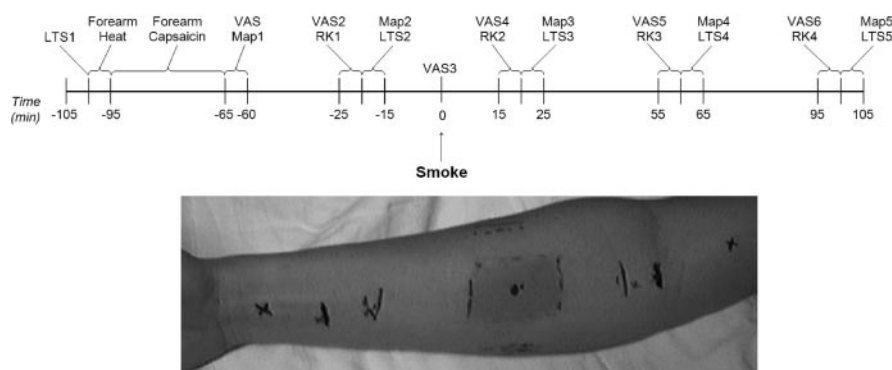 LTS1
Forearm
Heat
Forearm
Capsaicin
VAS
Map1
VAS2
RK1
Map2
LTS2
VAS3
VAS4
RK2
Map3
LTS3
VAS5
RK3
Map4
LTS4
VAS6
RK4
Map5
LTS5
Time
(min)
-105 -95 -65 -60 -25 -15 0 15 25 55 65 95 105
Smoke